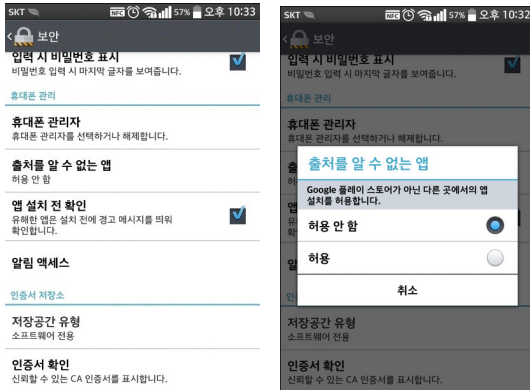 SKT NFC 57% 오후 10:33
보안
입력 시 비밀번호 표시
비밀번호 입력 시 마지막 글자를 보여줍니다.
휴대폰 관리
휴대폰 관리자
휴대폰 관리자를 선택하거나 해제합니다.
출처를 알 수 없는 앱
허용 안 함
앱 설치 전 확인
유해한 앱은 설치 전에 경고 메시지를 띄워
확인합니다.
알림 액세스
인증서 저장소
저장공간 유형
소프트웨어 전용
인증서 확인
신뢰할 수 있는 CA 인증서를 표시합니다.
SKT NFC 57% 오후 10:32
보안
입력 시 비밀번호 표시
비밀번호 입력 시 마지막 글자를 보여줍니다.
휴대폰 관리
휴대폰 관리자
휴대폰 관리자를 선택하거나 해제합니다.
출처를 알 수 없는 앱
Google 플레이 스토어가 아닌 다른 곳에서의 앱
설치를 허용합니다.
허용 안 함
허용
취소
저장공간 유형
소프트웨어 전용
인증서 확인
신뢰할 수 있는 CA 인증서를 표시합니다.